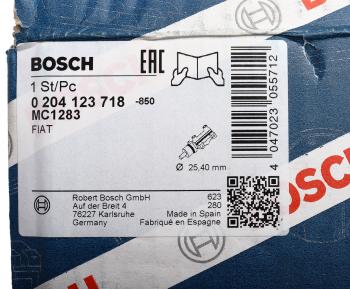 BOSCH
EAC
1 St/Pc
0 204 123 718 -850
MC1283
FIAT
Ø 25,40 mm
4 047023 055712
Robert Bosch GmbH
Auf der Breit 4
76227 Karlsruhe
Germany
623
280
Made in Spain
Fabriqué en Espagne
BOSCH